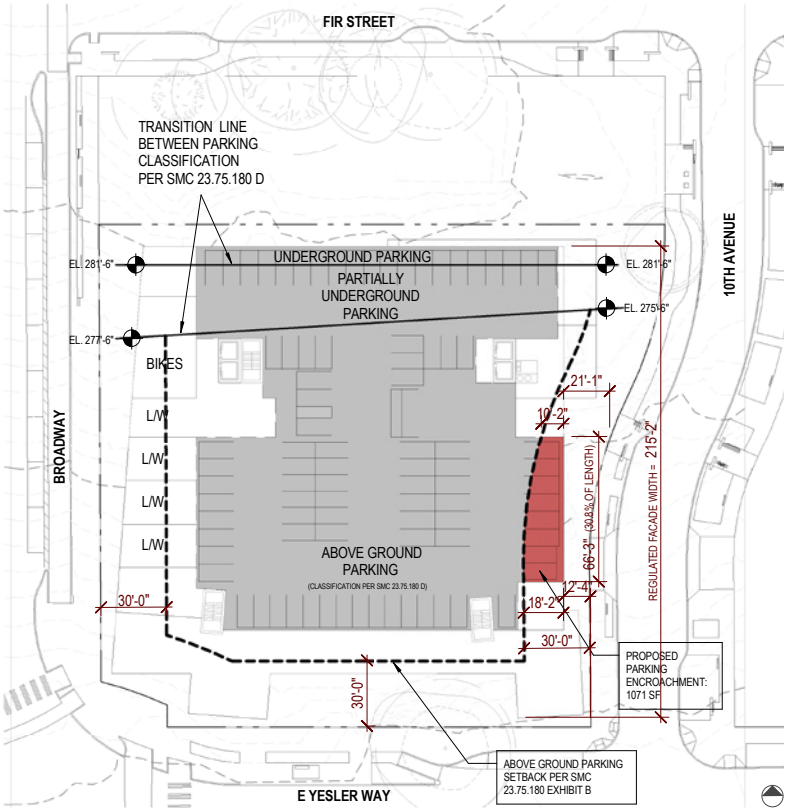 FIR STREET
TRANSITION LINE
BETWEEN PARKING
CLASSIFICATION
PER SMC 23.75.180 D
10TH AVENUE
UNDERGROUND PARKING
EL. 281'-6"
EL. 281'-6"
PARTIALLY
UNDERGROUND
PARKING
EL. 275'-6"
EL. 277'-6"
BIKES
21'-1"
10'-2"
L/W
L/W
L/W
L/W
BROADWAY
REGULATED FACADE WIDTH = 215'-2"
66'-3" (30.8% OF LENGTH)
ABOVE GROUND
PARKING
(CLASSIFICATION PER SMC 23.75.180 D)
12'-4"
30'-0"
18'-2"
30'-0"
PROPOSED
PARKING
ENCROACHMENT:
1071 SF
30'-0"
ABOVE GROUND PARKING
SETBACK PER SMC
23.75.180 EXHIBIT B
E YESLER WAY